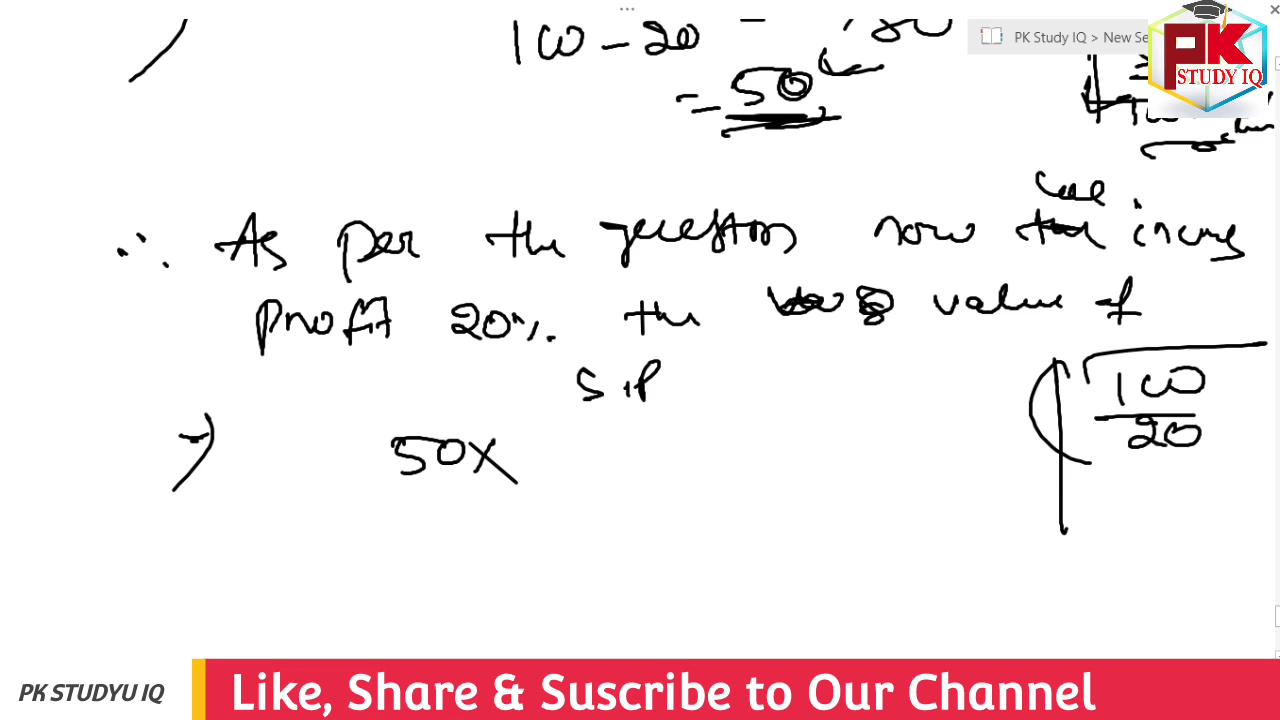 100 - 20
= 50
PK Study IQ > New Se
PK
STUDY IQ
∴ As per the question now
profit 20%. the value of
S.P
100
20
⇒ 50X
PK STUDYU IQ
Like, Share & Suscribe to Our Channel